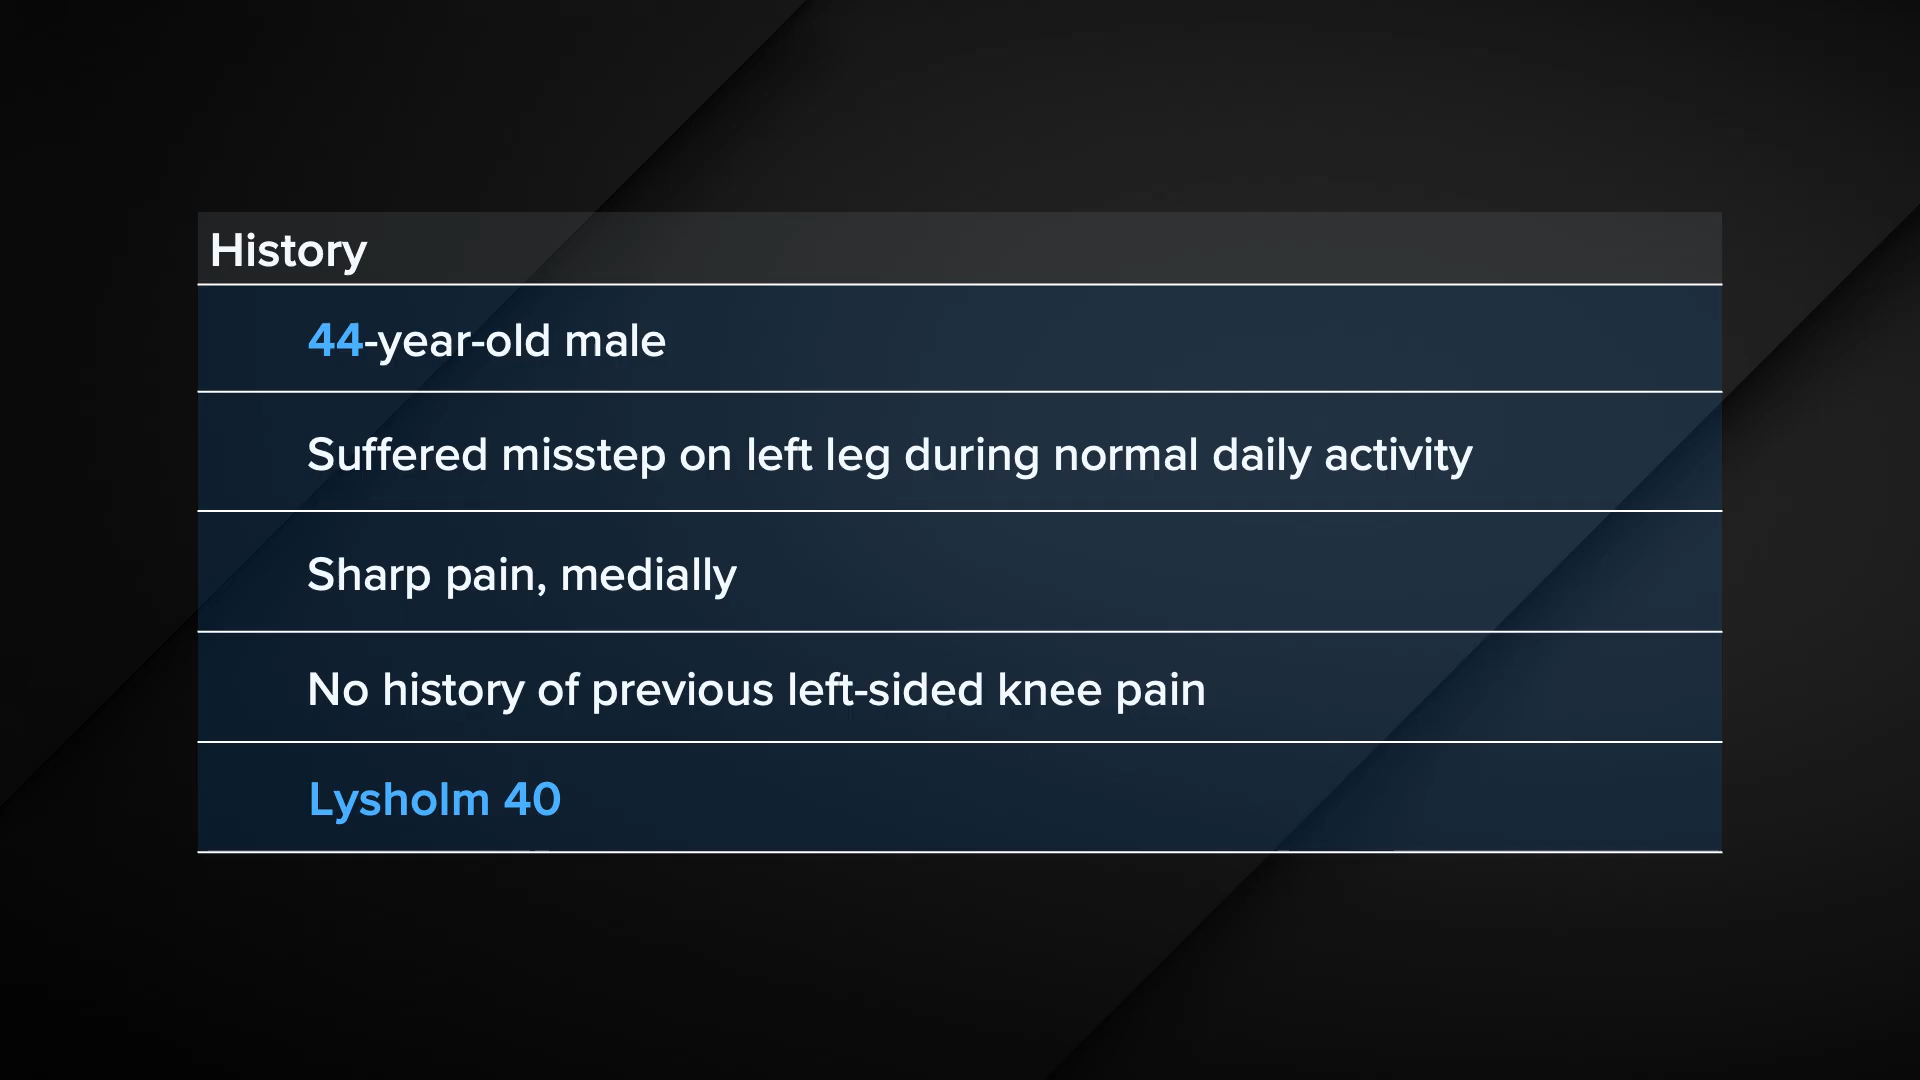 History
44-year-old male
Suffered misstep on left leg during normal daily activity
Sharp pain, medially
No history of previous left-sided knee pain
Lysholm 40